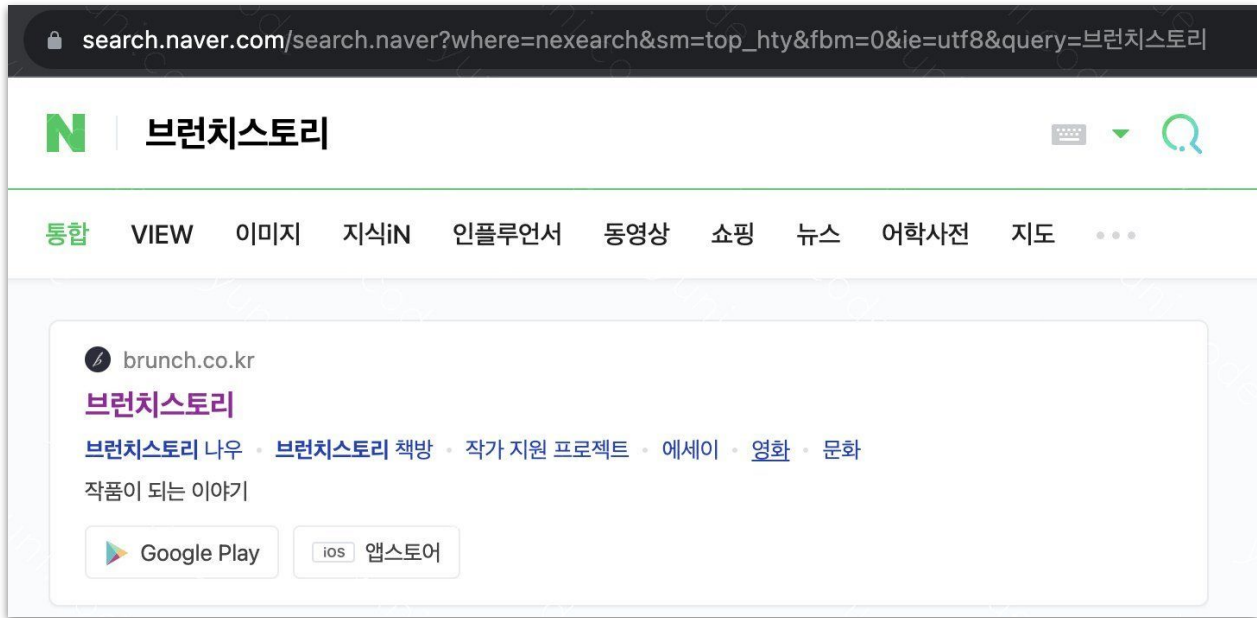 search.naver.com/search.naver?where=nexearch&sm=top_hty&fbm=0&ie=utf8&query=브런치스토리
N 브런치스토리
통합 VIEW 이미지 지식iN 인플루언서 동영상 쇼핑 뉴스 어학사전 지도
brunch.co.kr
브런치스토리
브런치스토리 나우 · 브런치스토리 책방 · 작가 지원 프로젝트 · 에세이 · 영화 · 문화
작품이 되는 이야기
Google Play iOS 앱스토어